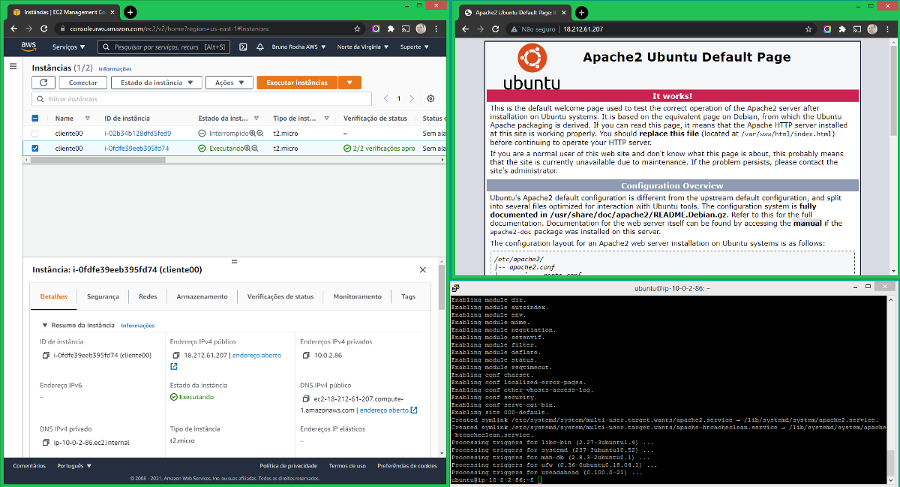 Instâncias | EC2 Management Co
console.aws.amazon.com/ec2/v2/home?region=us-east-1#Instances:
aws
Serviços
Pesquisar por serviços, recurs [Alt+S]
Bruno Rocha AWS
Norte da Virgínia
Suporte
Instâncias (1/2) Informações
Conectar
Estado da instância
Ações
Executar instâncias
Filtrar instâncias
1
Name
ID de instância
Estado da inst...
Tipo de inst...
Verificação de status
Status
cliente00
i-02b34b128dfd5fed9
Interrompido
t2.micro
–
Sem ala
cliente00
i-0fdfe39eeb395fd74
Executando
t2.micro
2/2 verificações apro
Sem ala
Instância: i-0fdfe39eeb395fd74 (cliente00)
Detalhes
Segurança
Redes
Armazenamento
Verificações de status
Monitoramento
Tags
Resumo da instância Informações
ID de instância
Endereço IPv4 público
Endereços IPv4 privados
i-0fdfe39eeb395fd74 (cliente00)
18.212.61.207 | endereço aberto
10.0.2.86
Endereço IPv6
Estado da instância
DNS IPv4 público
–
Executando
ec2-18-212-61-207.compute-
1.amazonaws.com | endereço aberto
DNS IPv4 privado
Tipo de instância
Endereços IP elásticos
ip-10-0-2-86.ec2.internal
t2.micro
–
Comentários
Português
Política de privacidade
Termos de uso
Preferências de cookies
© 2008 - 2021, Amazon Web Services, Inc. ou suas afiliadas. Todos os direitos reservados.
Apache2 Ubuntu Default Page: It
Não seguro | 18.212.61.207
ubuntu
Apache2 Ubuntu Default Page
It works!
This is the default welcome page used to test the correct operation of the Apache2 server after
installation on Ubuntu systems. It is based on the equivalent page on Debian, from which the
Ubuntu Apache packaging is derived. If you can read this page, it means that the Apache HTTP server installed at
this site is working properly. You should replace this file (located at /var/www/html/index.html)
before continuing to operate your HTTP server.
If you are a normal user of this web site and don't know what this page is about, this probably means
that the site is currently unavailable due to maintenance. If the problem persists, please contact the
site's administrator.
Configuration Overview
Ubuntu's Apache2 default configuration is different from the upstream default configuration, and split
into several files optimized for interaction with Ubuntu tools. The configuration system is fully
documented in /usr/share/doc/apache2/README.Debian.gz. Refer to this for the full
documentation. Documentation for the web server itself can be found by accessing the manual if the
apache2-doc package was installed on this server.
The configuration layout for an Apache2 web server installation on Ubuntu systems is as follows:
/etc/apache2/
|-- apache2.conf
ubuntu@ip-10-0-2-86: ~
Enabling module dir.
Enabling module autoindex.
Enabling module env.
Enabling module mime.
Enabling module negotiation.
Enabling module setenvif.
Enabling module filter.
Enabling module deflate.
Enabling module status.
Enabling module reqtimeout.
Enabling conf charset.
Enabling conf localized-error-pages.
Enabling conf other-vhosts-access-log.
Enabling conf security.
Enabling conf serve-cgi-bin.
Enabling site 000-default.
Created symlink /etc/systemd/system/multi-user.target.wants/apache2.service → /lib/systemd/system/apache2.service.
Created symlink /etc/systemd/system/multi-user.target.wants/apache-htcacheclean.service → /lib/systemd/system/apache
-htcacheclean.service.
Processing triggers for libc-bin (2.27-3ubuntu1.4) ...
Processing triggers for systemd (237-3ubuntu10.52) ...
Processing triggers for man-db (2.8.3-2ubuntu0.1) ...
Processing triggers for ufw (0.36-0ubuntu0.18.04.1) ...
Processing triggers for ureadahead (0.100.0-21) ...
ubuntu@ip-10-0-2-86:~$